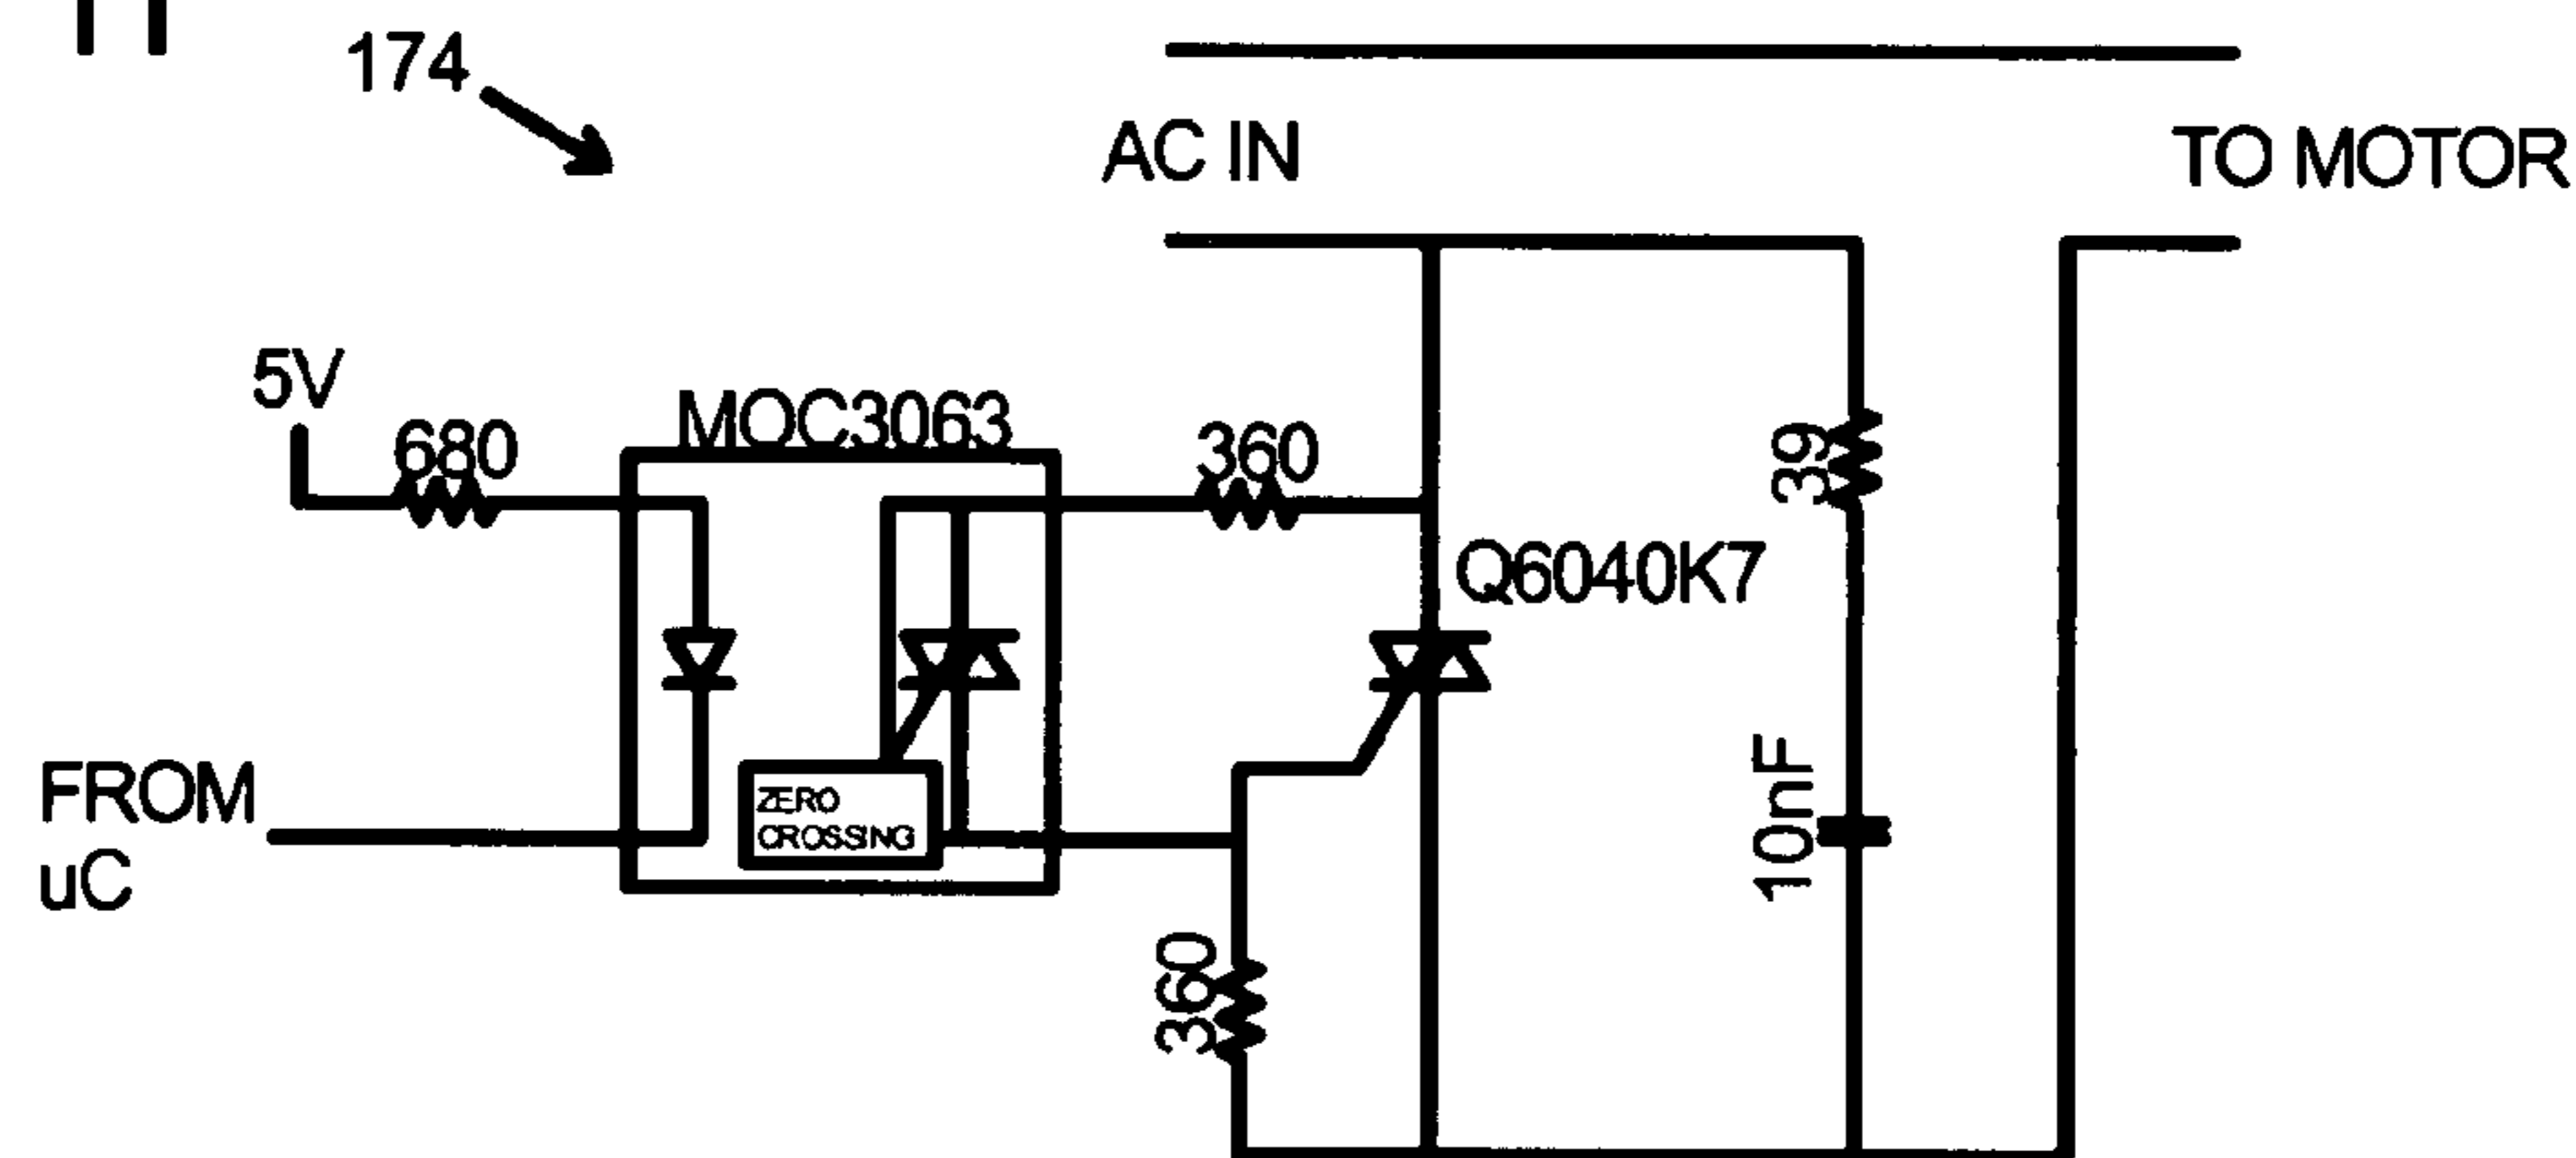 174
AC IN
TO MOTOR
5V
680
MOC3063
360
39
Q6040K7
FROM
uC
ZERO
CROSSING
10nF
360